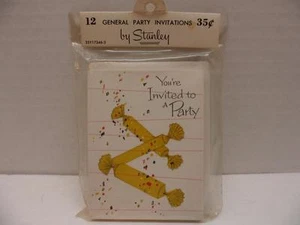 12 GENERAL PARTY INVITATIONS 35¢
by Stanley
You're
Invited to
a
Party